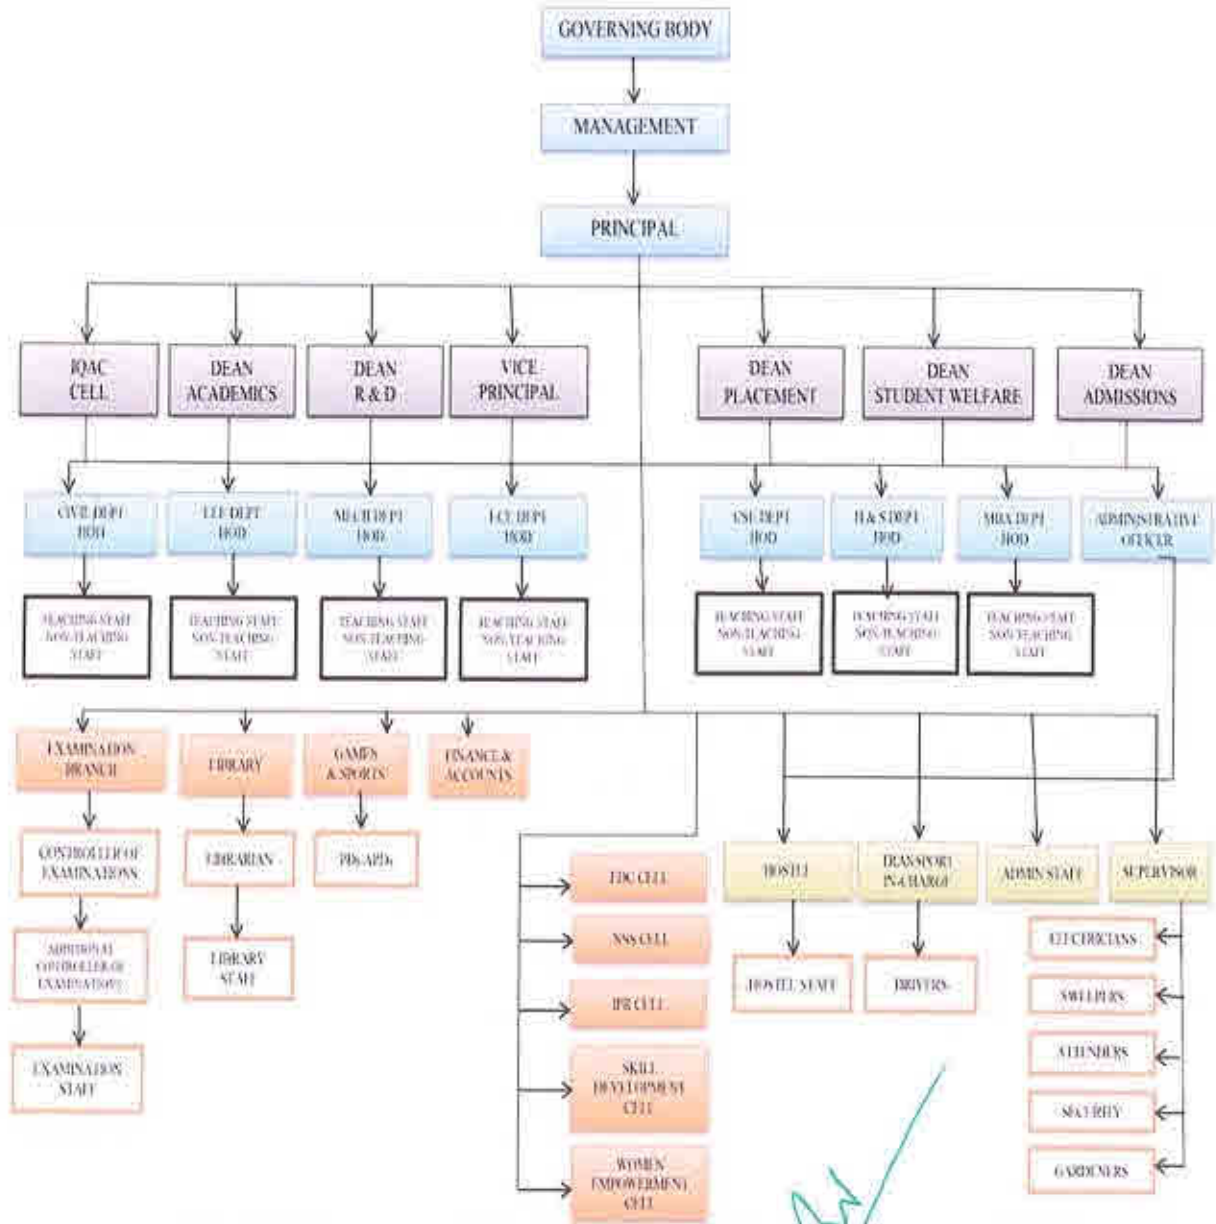 GOVERNING BODY
MANAGEMENT
PRINCIPAL
IQAC
CELL
DEAN
ACADEMICS
DEAN
R & D
VICE
PRINCIPAL
DEAN
PLACEMENT
DEAN
STUDENT WELFARE
DEAN
ADMISSIONS
CIVIL DEPT
HOD
EEE DEPT
HOD
MECH DEPT
HOD
ECE DEPT
HOD
CSE DEPT
HOD
H & S DEPT
HOD
MBA DEPT
HOD
ADMINISTRATIVE
OFFICER
TEACHING STAFF
NON-TEACHING
STAFF
TEACHING STAFF
NON-TEACHING
STAFF
TEACHING STAFF
NON-TEACHING
STAFF
TEACHING STAFF
NON-TEACHING
STAFF
TEACHING STAFF
NON-TEACHING
STAFF
TEACHING STAFF
NON-TEACHING
STAFF
TEACHING STAFF
NON-TEACHING
STAFF
EXAMINATION
BRANCH
LIBRARY
GAMES
& SPORTS
FINANCE &
ACCOUNTS
CONTROLLER OF
EXAMINATIONS
LIBRARIAN
PDs/APDs
EDC CELL
HOSTEL
TRANSPORT
IN-CHARGE
ADMIN STAFF
SUPERVISOR
ADDITIONAL
CONTROLLER OF
EXAMINATIONS
LIBRARY
STAFF
NSS CELL
HOSTEL STAFF
DRIVERS
ELECTRICIANS
SWEEPERS
IPR CELL
ATTENDERS
EXAMINATION
STAFF
SKILL
DEVELOPMENT
CELL
SECURITY
WOMEN
EMPOWERMENT
CELL
GARDENERS